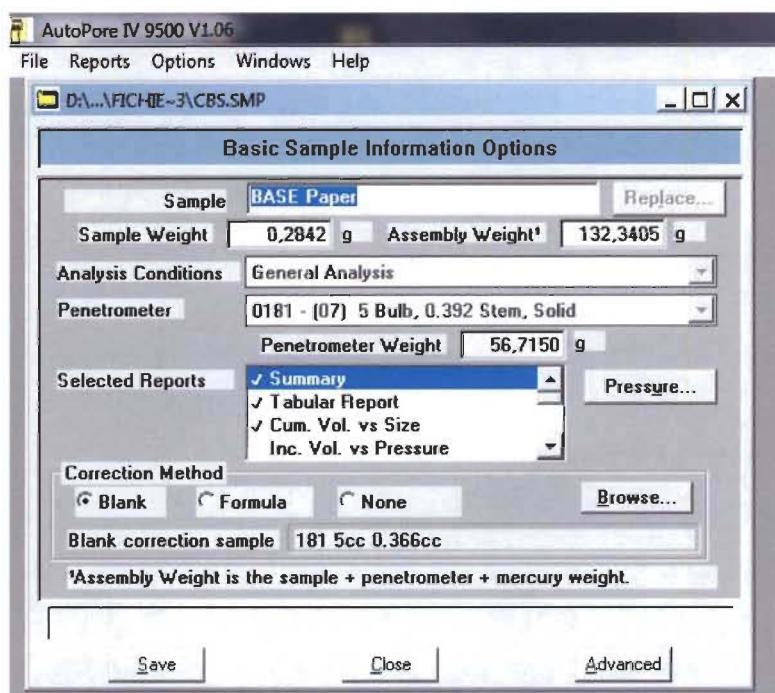 AutoPore IV 9500 V1.06
File Reports Options Windows Help
D:\...\FICHIE~3\CBS.SMP
Basic Sample Information Options
Sample BASE Paper Replace...
Sample Weight 0,2842 g Assembly Weight¹ 132,3405 g
Analysis Conditions General Analysis
Penetrometer 0181 - (07) 5 Bulb, 0.392 Stem, Solid
Penetrometer Weight 56,7150 g
Selected Reports ✓ Summary Pressure...
✓ Tabular Report
✓ Cum. Vol. vs Size
Inc. Vol. vs Pressure
Correction Method
Blank Formula None Browse...
Blank correction sample 181 5cc 0.366cc
¹Assembly Weight is the sample + penetrometer + mercury weight.
Save Close Advanced